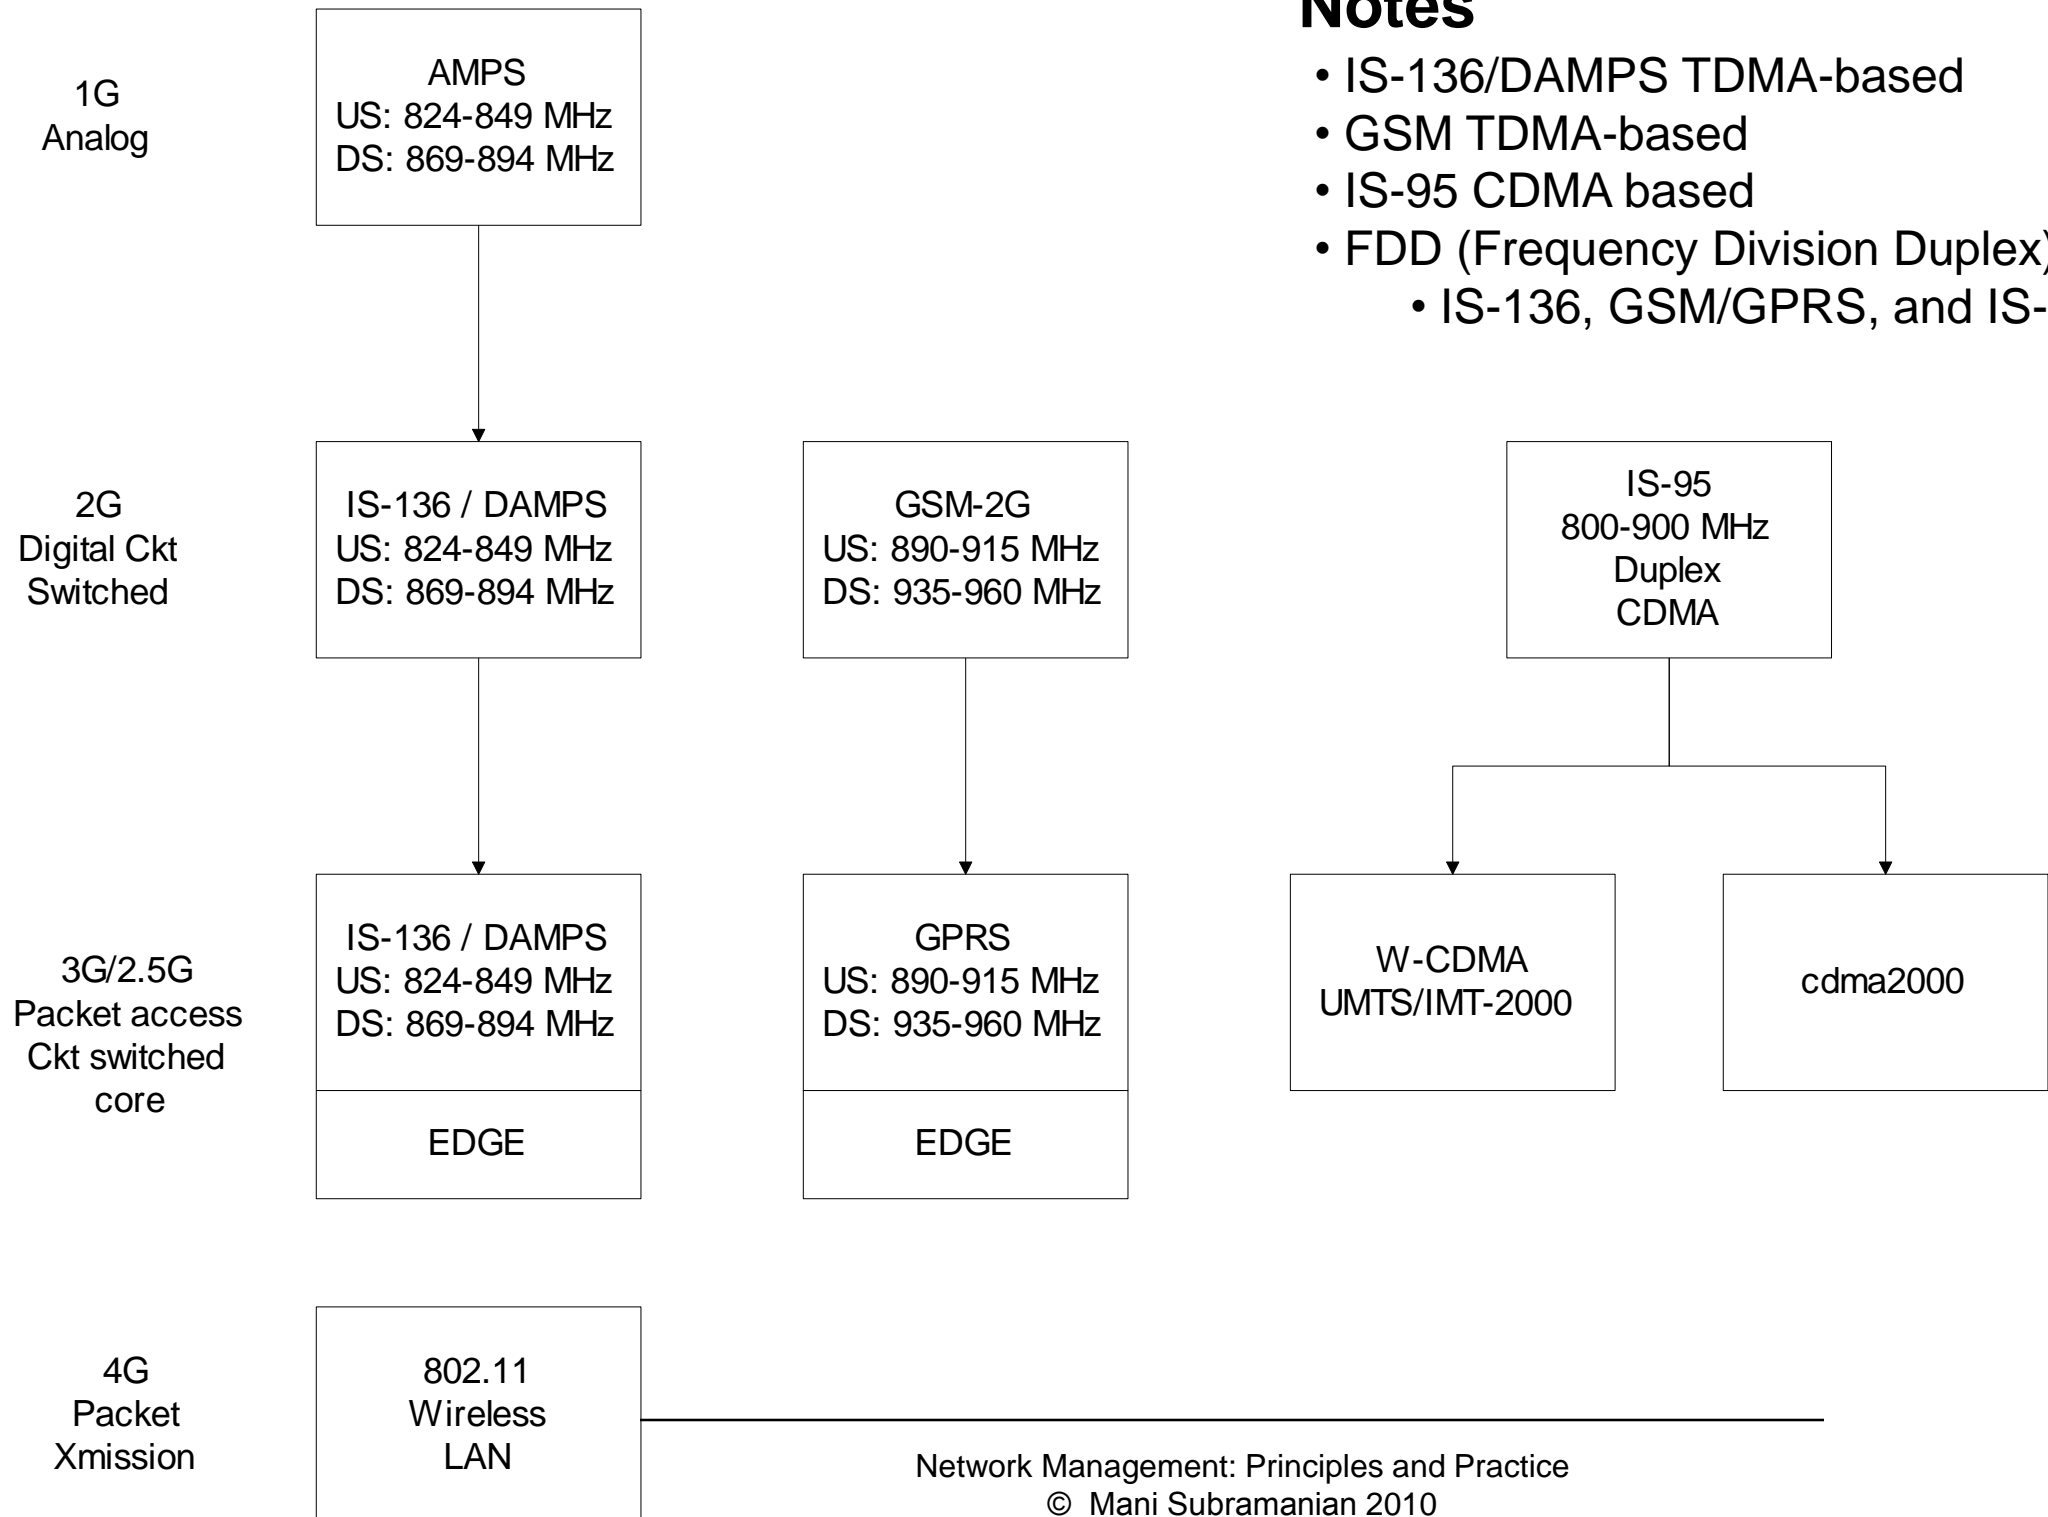 Notes
• IS-136/DAMPS TDMA-based
• GSM TDMA-based
• IS-95 CDMA based
• FDD (Frequency Division Duplex)
• IS-136, GSM/GPRS, and IS-
1G
Analog
AMPS
US: 824-849 MHz
DS: 869-894 MHz
2G
Digital Ckt
Switched
IS-136 / DAMPS
US: 824-849 MHz
DS: 869-894 MHz
GSM-2G
US: 890-915 MHz
DS: 935-960 MHz
IS-95
800-900 MHz
Duplex
CDMA
3G/2.5G
Packet access
Ckt switched
core
IS-136 / DAMPS
US: 824-849 MHz
DS: 869-894 MHz
EDGE
GPRS
US: 890-915 MHz
DS: 935-960 MHz
EDGE
W-CDMA
UMTS/IMT-2000
cdma2000
4G
Packet
Xmission
802.11
Wireless
LAN
Network Management: Principles and Practice
© Mani Subramanian 2010